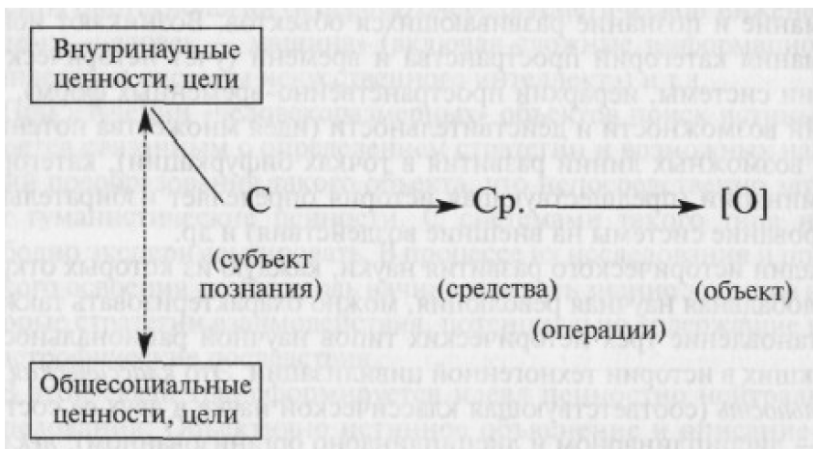 Внутринаучные
ценности, цели
С
Ср.
[О]
(субъект
познания)
(средства)
(объект)
(операции)
Общесоциальные
ценности, цели